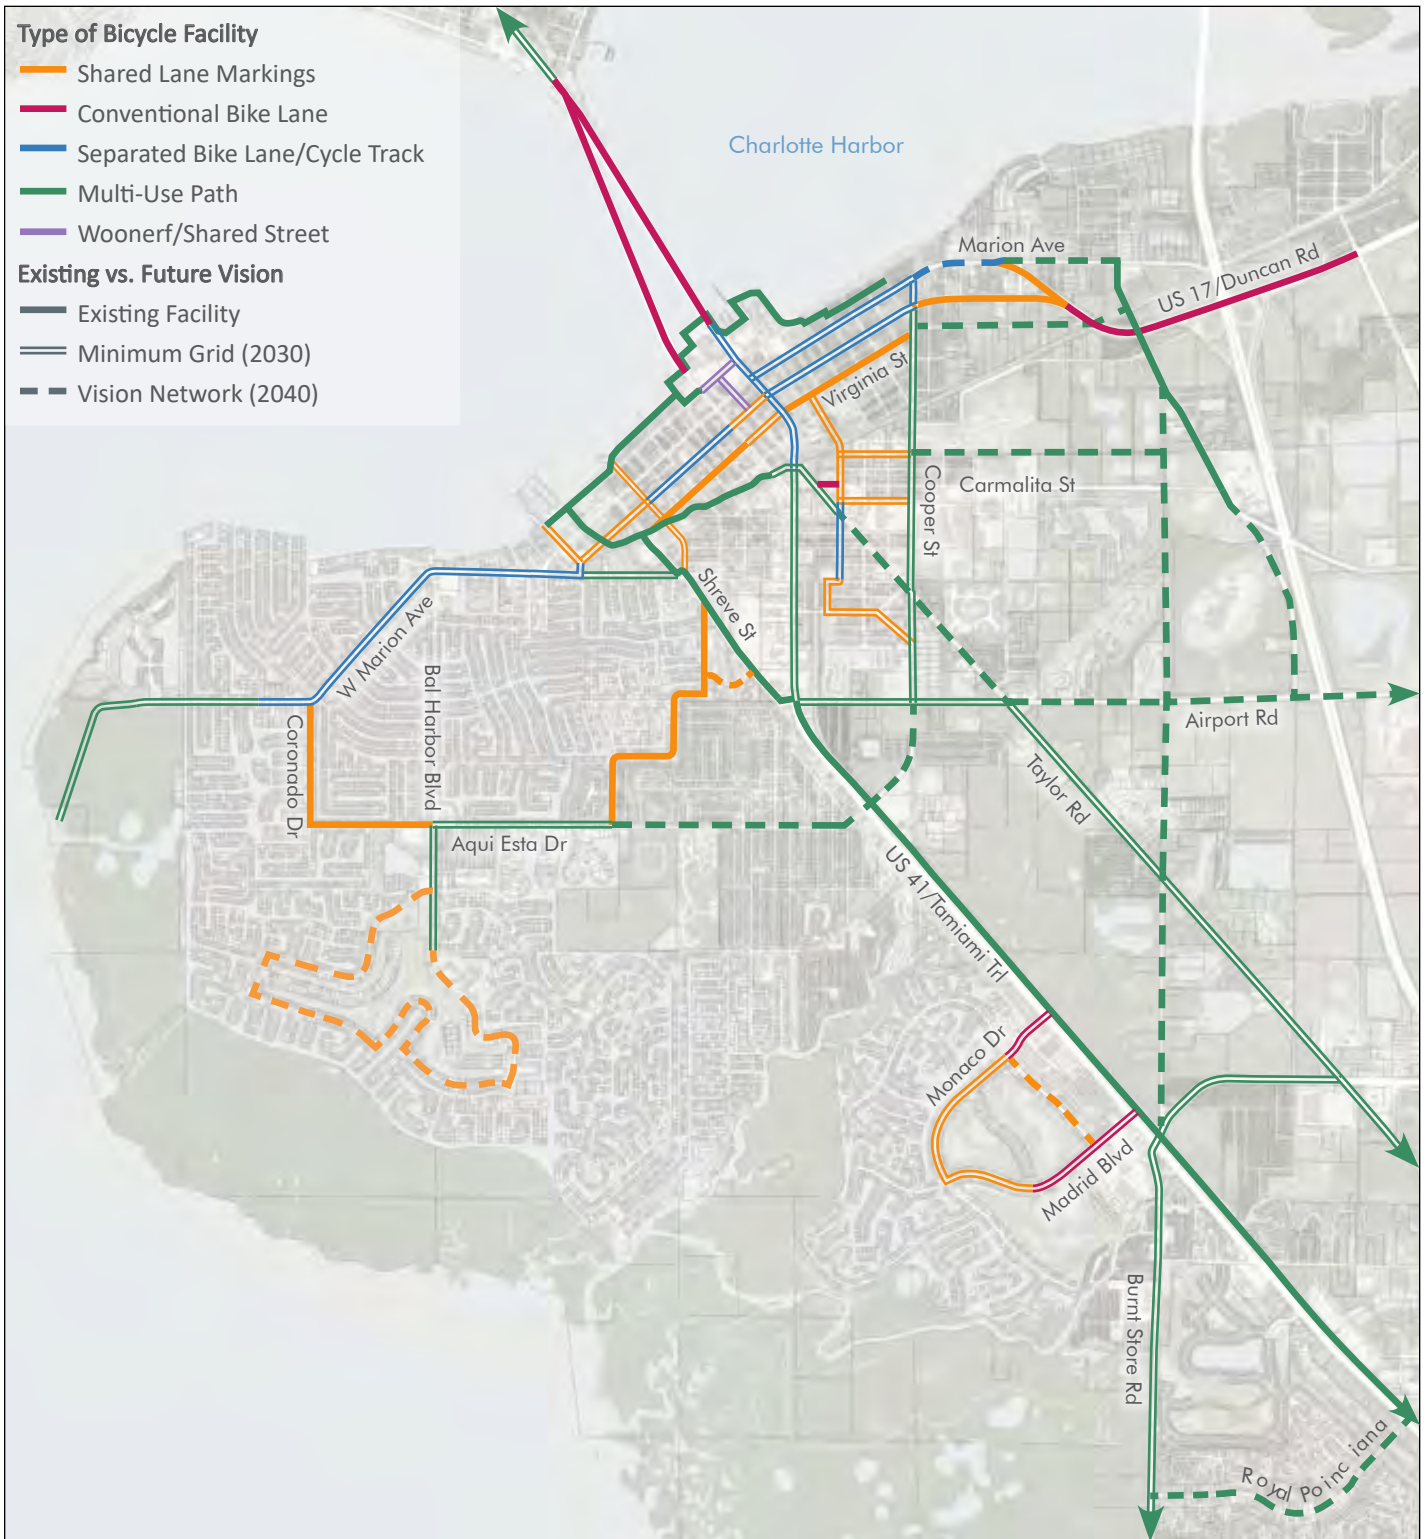 Type of Bicycle Facility
Shared Lane Markings
Conventional Bike Lane
Separated Bike Lane/Cycle Track
Multi-Use Path
Woonerf/Shared Street
Existing vs. Future Vision
Existing Facility
Minimum Grid (2030)
Vision Network (2040)
Charlotte Harbor
Marion Ave
US 17/Duncan Rd
Virginia St
Carmalita St
Cooper St
Shreve St
W Marion Ave
Bal Harbor Blvd
Coronado Dr
Airport Rd
Taylor Rd
Aqui Esta Dr
US 41/Tamiami Trl
Monaco Dr
Madrid Blvd
Burnt Store Rd
Royal Poinciana